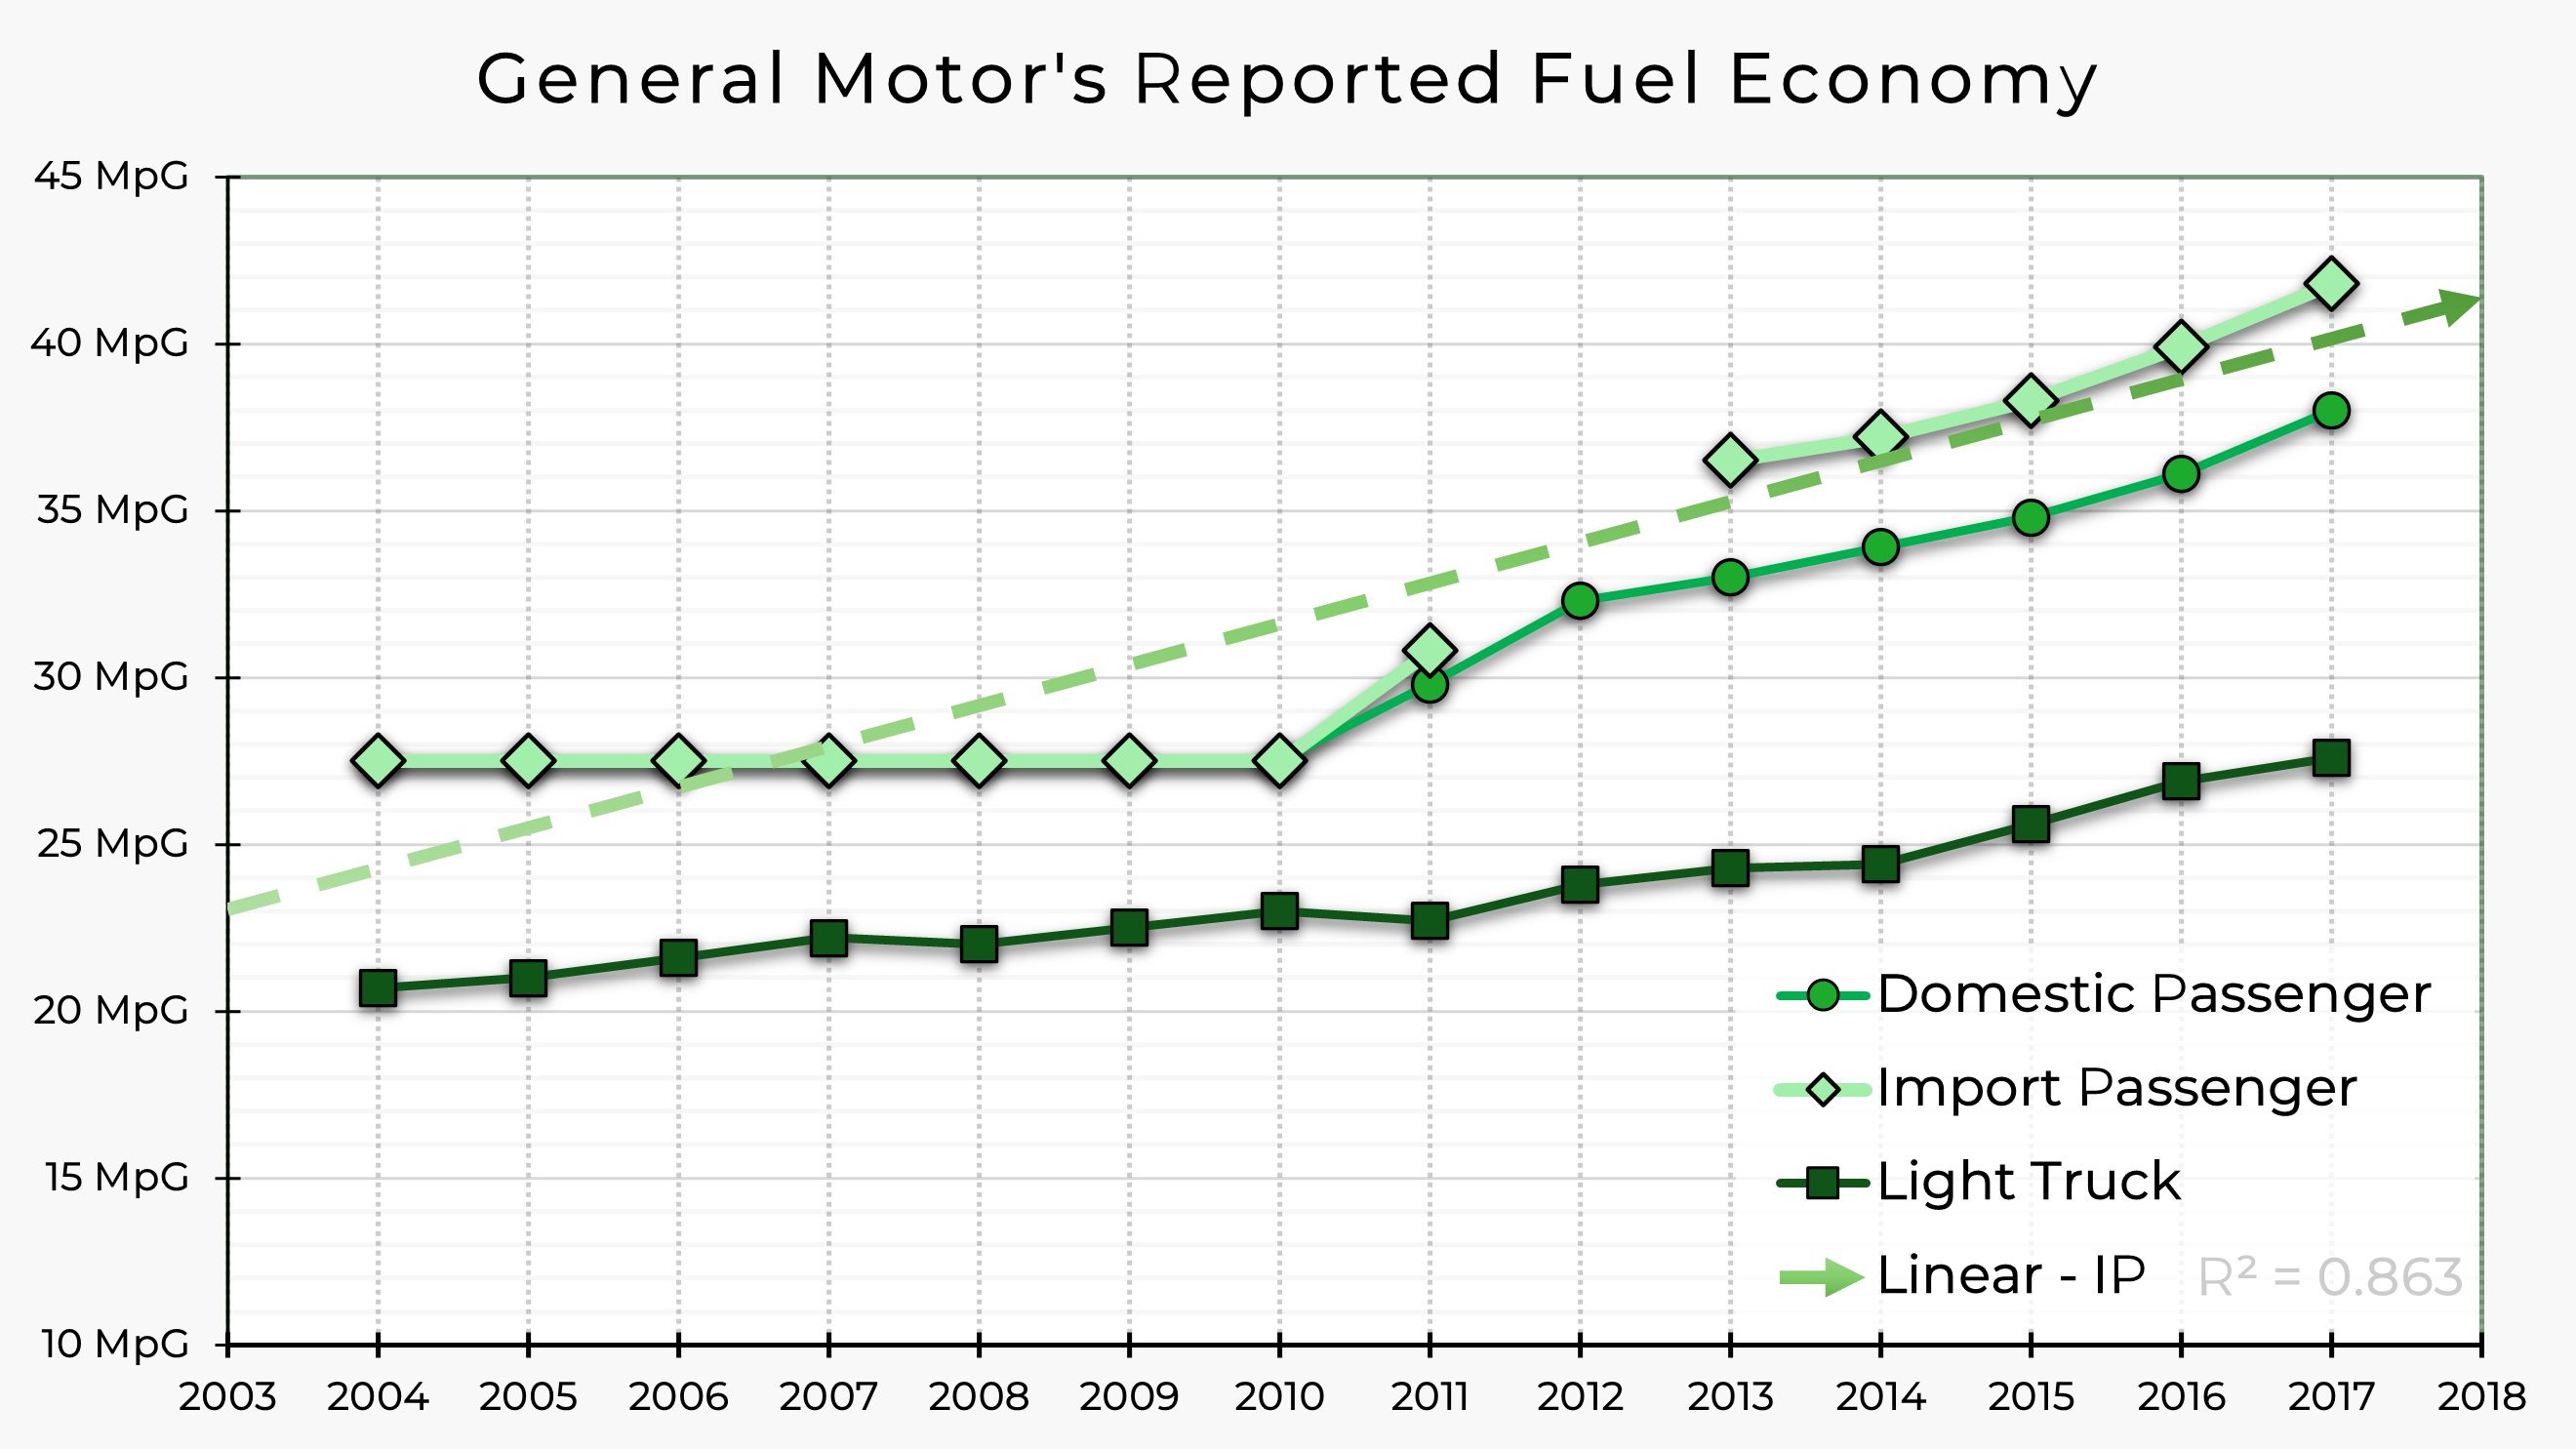 General Motor's Reported Fuel Economy
45 MpG
40 MpG
35 MpG
30 MpG
25 MpG
20 MpG
15 MpG
10 MpG
Domestic Passenger
Import Passenger
Light Truck
Linear - IP R² = 0.863
2003 2004 2005 2006 2007 2008 2009 2010 2011 2012 2013 2014 2015 2016 2017 2018